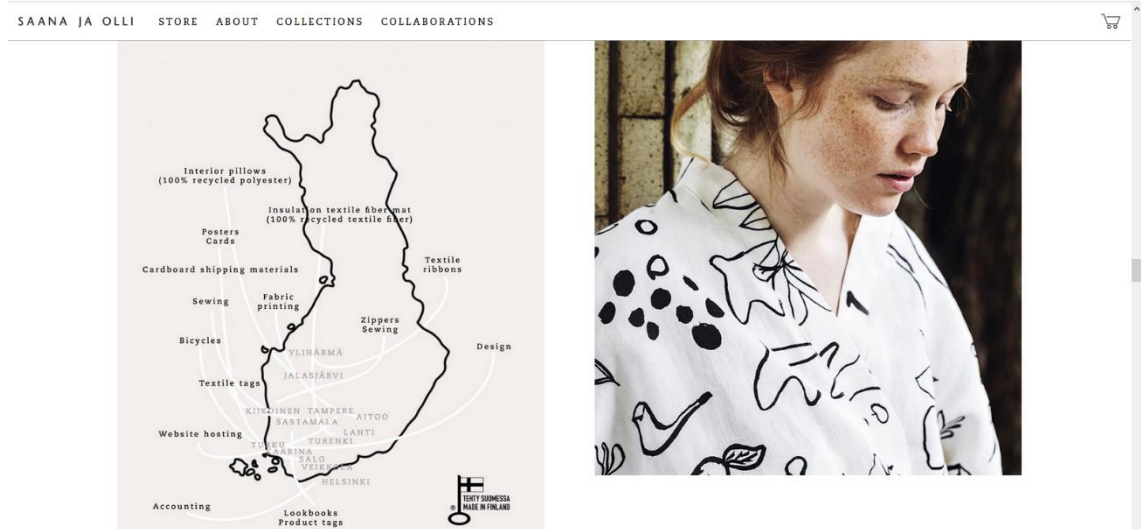 SAANA JA OLLI STORE ABOUT COLLECTIONS COLLABORATIONS
Interior pillows
(100% recycled polyester)
Insulation textile fiber mat
(100% recycled textile fiber)
Posters
Cards
Textile
ribbons
Cardboard shipping materials
Sewing
Fabric
printing
Zippers
Sewing
Bicycles
Design
YLIHÄRMÄ
JALASJÄRVI
Textile tags
KIIKOINEN TAMPERE
AITOO
SASTAMALA
LAHTI
Website hosting
TURENKI
TURKU
KAARINA
SALO
VEIKKOLA
HELSINKI
Accounting
Lookbooks
Product tags
TEHTY SUOMESSA
® MADE IN FINLAND